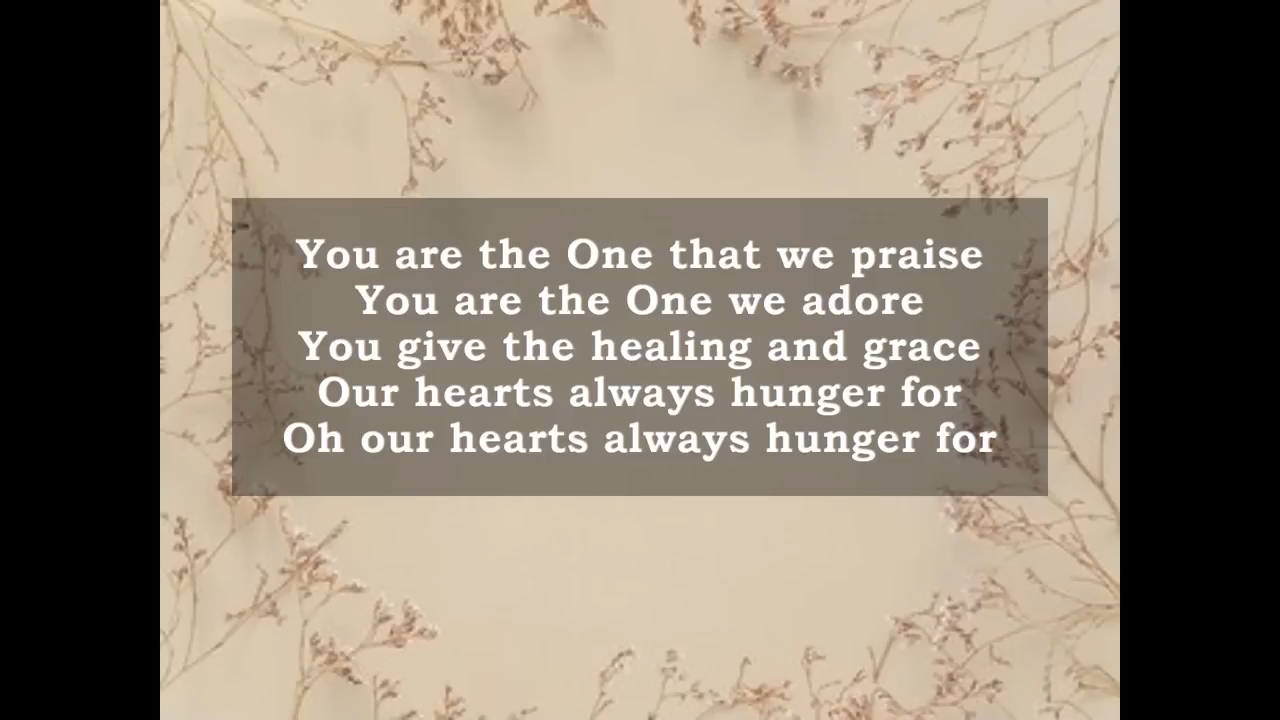 You are the One that we praise
You are the One we adore
You give the healing and grace
Our hearts always hunger for
Oh our hearts always hunger for